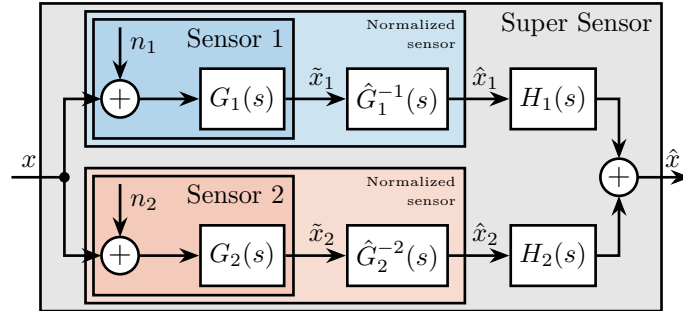 Super Sensor
Normalized
sensor
Sensor 1
n₁
+
G₁(s)
x̃₁
Ĝ₁⁻¹(s)
x̂₁
H₁(s)
x
+
x̂
Normalized
sensor
Sensor 2
n₂
+
G₂(s)
x̃₂
Ĝ₂⁻²(s)
x̂₂
H₂(s)